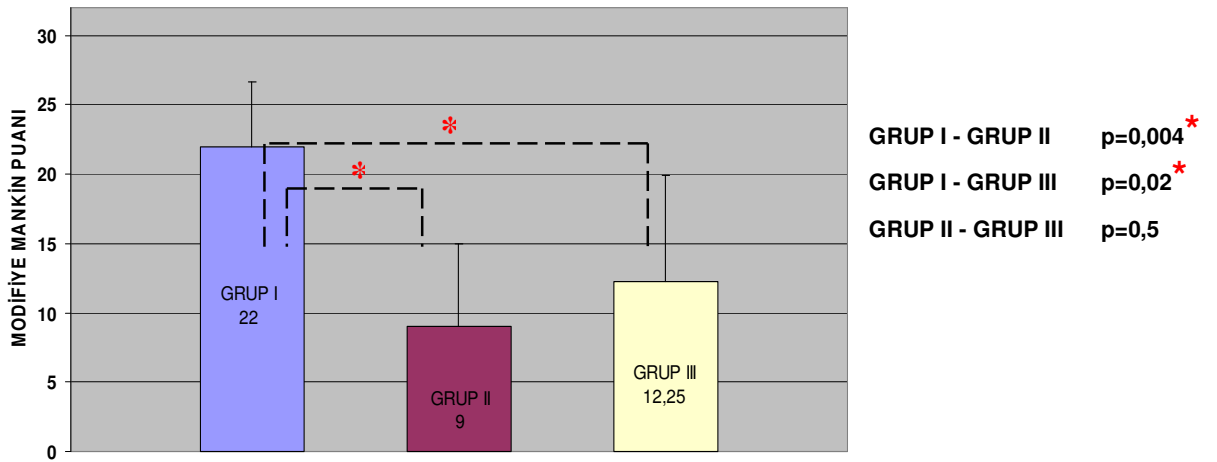 MODİFİYE MANKİN PUANI
30
25
20
15
10
5
0
*
*
GRUP I
22
GRUP II
9
GRUP III
12,25
GRUP I - GRUP II p=0,004*
GRUP I - GRUP III p=0,02*
GRUP II - GRUP III p=0,5